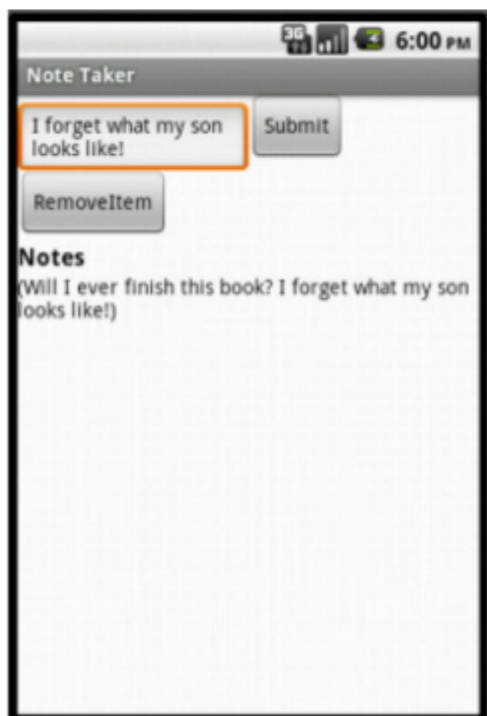 3G 6:00 PM
Note Taker
I forget what my son Submit
looks like!
RemoveItem
Notes
(Will I ever finish this book? I forget what my son
looks like!)